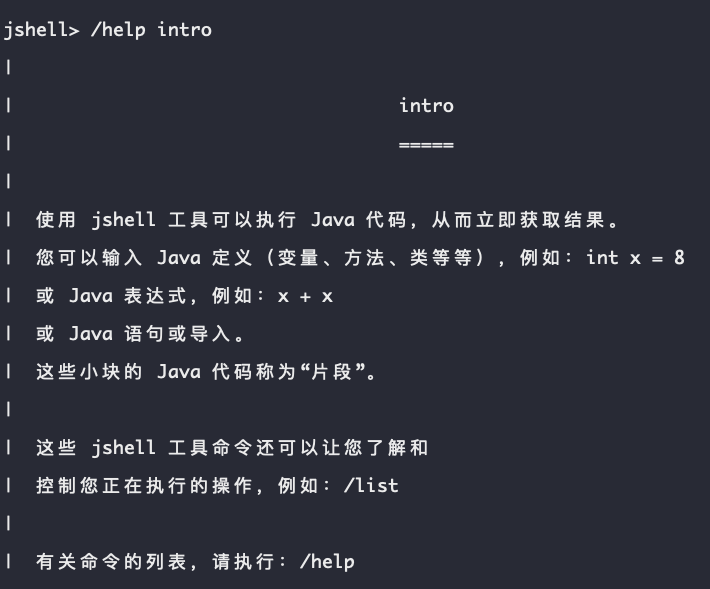 jshell> /help intro
|
| intro
| =====
|
| 使用 jshell 工具可以执行 Java 代码，从而立即获取结果。
| 您可以输入 Java 定义（变量、方法、类等等），例如：int x = 8
| 或 Java 表达式，例如：x + x
| 或 Java 语句或导入。
| 这些小块的 Java 代码称为“片段”。
|
| 这些 jshell 工具命令还可以让您了解和
| 控制您正在执行的操作，例如：/list
|
| 有关命令的列表，请执行：/help